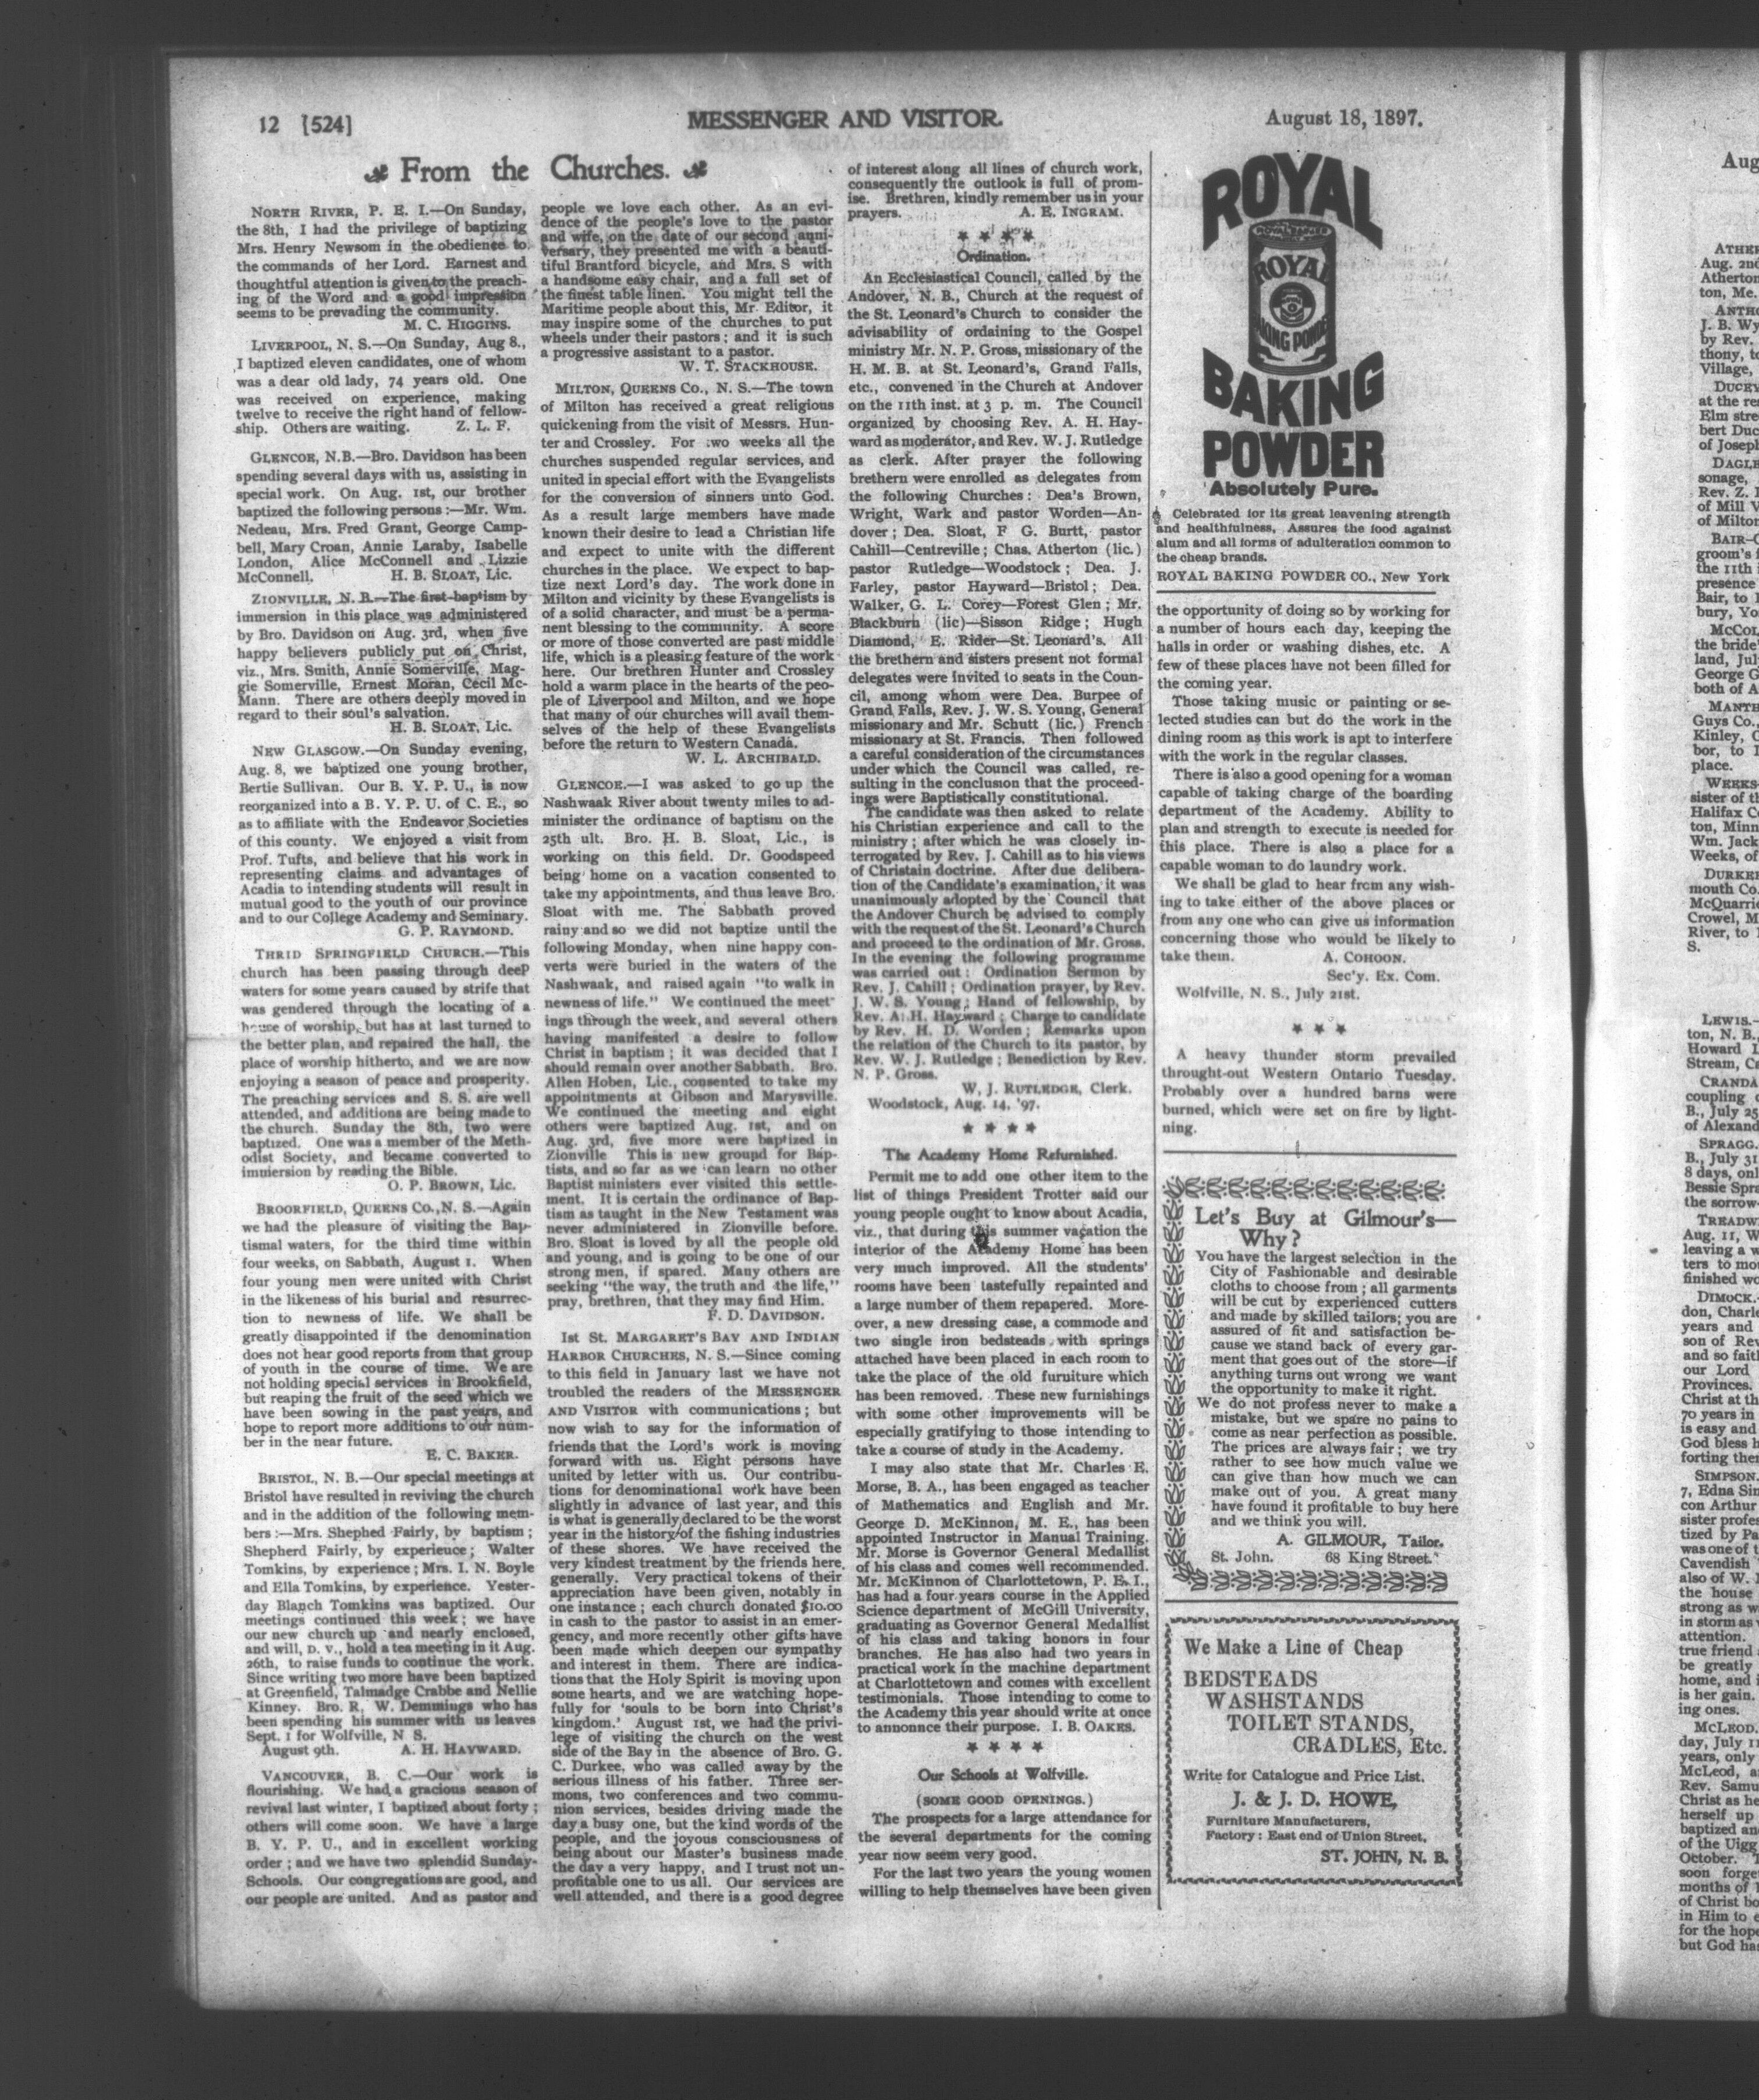 12 [524]
MESSENGER AND VISITOR.
August 18, 1897.
From the Churches.
NORTH RIVER, P. E. I.—On Sunday,
the 8th, I had the privilege of baptizing
Mrs. Henry Newsom in the obedience to
the commands of her Lord. Earnest and
thoughtful attention is given to the preach-
ing of the Word and a good impression
seems to be prevading the community.
M. C. HIGGINS.
LIVERPOOL, N. S.—On Sunday, Aug 8.,
I baptized eleven candidates, one of whom
was a dear old lady, 74 years old. One
was received on experience, making
twelve to receive the right hand of fellow-
ship. Others are waiting. Z. L. F.
GLENCOE, N.B.—Bro. Davidson has been
spending several days with us, assisting in
special work. On Aug. 1st, our brother
baptized the following persons :—Mr. Wm.
Nedeau, Mrs. Fred Grant, George Camp-
bell, Mary Croan, Annie Laraby, Isabelle
London, Alice McConnell and Lizzie
McConnell. H. B. SLOAT, Lic.
ZIONVILLE, N. B.—The first baptism by
immersion in this place was administered
by Bro. Davidson on Aug. 3rd, when five
happy believers publicly put on Christ,
viz., Mrs. Smith, Annie Somerville, Mag-
gie Somerville, Ernest Moran, Cecil Mc-
Mann. There are others deeply moved in
regard to their soul's salvation.
H. B. SLOAT, Lic.
NEW GLASGOW.—On Sunday evening,
Aug. 8, we baptized one young brother,
Bertie Sullivan. Our B. Y. P. U., is now
reorganized into a B. Y. P. U. of C. E., so
as to affiliate with the Endeavor Societies
of this county. We enjoyed a visit from
Prof. Tufts, and believe that his work in
representing claims and advantages of
Acadia to intending students will result in
mutual good to the youth of our province
and to our College Academy and Seminary.
G. P. RAYMOND.
THRID SPRINGFIELD CHURCH.—This
church has been passing through deep
waters for some years caused by strife that
was gendered through the locating of a
house of worship, but has at last turned to
the better plan, and repaired the hall, the
place of worship hitherto, and we are now
enjoying a season of peace and prosperity.
The preaching services and S. S. are well
attended, and additions are being made to
the church. Sunday the 8th, two were
baptized. One was a member of the Meth-
odist Society, and became converted to
immersion by reading the Bible.
O. P. BROWN, Lic.
BROORFIELD, QUEENS CO., N. S.—Again
we had the pleasure of visiting the Bap-
tismal waters, for the third time within
four weeks, on Sabbath, August 1. When
four young men were united with Christ
in the likeness of his burial and resurrec-
tion to newness of life. We shall be
greatly disappointed if the denomination
does not hear good reports from that group
of youth in the course of time. We are
not holding special services in Brookfield,
but reaping the fruit of the seed which we
have been sowing in the past years, and
hope to report more additions to our num-
ber in the near future.
E. C. BAKER.
BRISTOL, N. B.—Our special meetings at
Bristol have resulted in reviving the church
and in the addition of the following mem-
bers :—Mrs. Shephed Fairly, by baptism ;
Shepherd Fairly, by experience ; Walter
Tomkins, by experience ; Mrs. I. N. Boyle
and Ella Tomkins, by experience. Yester-
day Blanch Tomkins was baptized. Our
meetings continued this week ; we have
our new church up and nearly enclosed,
and will, D. V., hold a tea meeting in it Aug.
26th, to raise funds to continue the work.
Since writing two more have been baptized
at Greenfield, Talmadge Crabbe and Nellie
Kinney. Bro. R. W. Demmings who has
been spending his summer with us leaves
Sept. 1 for Wolfville, N S.
August 9th. A. H. HAYWARD.
VANCOUVER, B. C.—Our work is
flourishing. We had a gracious season of
revival last winter, I baptized about forty ;
others will come soon. We have a large
B. Y. P. U., and in excellent working
order ; and we have two splendid Sunday-
Schools. Our congregations are good, and
our people are united. And as pastor and
people we love each other. As an evi-
dence of the people's love to the pastor
and wife, on the date of our second anni-
versary, they presented me with a beauti-
tiful Brantford bicycle, and Mrs. S with
a handsome easy chair, and a full set of
the finest table linen. You might tell the
Maritime people about this, Mr. Editor, it
may inspire some of the churches to put
wheels under their pastors ; and it is such
a progressive assistant to a pastor.
W. T. STACKHOUSE.
MILTON, QUEENS CO., N. S.—The town
of Milton has received a great religious
quickening from the visit of Messrs. Hun-
ter and Crossley. For two weeks all the
churches suspended regular services, and
united in special effort with the Evangelists
for the conversion of sinners unto God.
As a result large members have made
known their desire to lead a Christian life
and expect to unite with the different
churches in the place. We expect to bap-
tize next Lord's day. The work done in
Milton and vicinity by these Evangelists is
of a solid character, and must be a perma-
nent blessing to the community. A score
or more of those converted are past middle
life, which is a pleasing feature of the work
here. Our brethren Hunter and Crossley
hold a warm place in the hearts of the peo-
ple of Liverpool and Milton, and we hope
that many of our churches will avail them-
selves of the help of these Evangelists
before the return to Western Canada.
W. L. ARCHIBALD.
GLENCOE.—I was asked to go up the
Nashwaak River about twenty miles to ad-
minister the ordinance of baptism on the
25th ult. Bro. H. B. Sloat, Lic., is
working on this field. Dr. Goodspeed
being home on a vacation consented to
take my appointments, and thus leave Bro.
Sloat with me. The Sabbath proved
rainy and so we did not baptize until the
following Monday, when nine happy con-
verts were buried in the waters of the
Nashwaak, and raised again "to walk in
newness of life." We continued the meet
ings through the week, and several others
having manifested a desire to follow
Christ in baptism ; it was decided that I
should remain over another Sabbath. Bro.
Allen Hoben, Lic., consented to take my
appointments at Gibson and Marysville.
We continued the meeting and eight
others were baptized Aug. 1st, and on
Aug. 3rd, five more were baptized in
Zionville This is new ground for Bap-
tists, and so far as we can learn no other
Baptist ministers ever visited this settle-
ment. It is certain the ordinance of Bap-
tism as taught in the New Testament was
never administered in Zionville before.
Bro. Sloat is loved by all the people old
and young, and is going to be one of our
strong men, if spared. Many others are
seeking "the way, the truth and the life,"
pray, brethren, that they may find Him.
F. D. DAVIDSON.
1st ST. MARGARET'S BAY AND INDIAN
HARBOR CHURCHES, N. S.—Since coming
to this field in January last we have not
troubled the readers of the MESSENGER
AND VISITOR with communications ; but
now wish to say for the information of
friends that the Lord's work is moving
forward with us. Eight persons have
united by letter with us. Our contribu-
tions for denominational work have been
slightly in advance of last year, and this
is what is generally declared to be the worst
year in the history of the fishing industries
of these shores. We have received the
very kindest treatment by the friends here,
generally. Very practical tokens of their
appreciation have been given, notably in
one instance ; each church donated $10.00
in cash to the pastor to assist in an emer-
gency, and more recently other gifts have
been made which deepen our sympathy
and interest in them. There are indica-
tions that the Holy Spirit is moving upon
some hearts, and we are watching hope-
fully for 'souls to be born into Christ's
kingdom.' August 1st, we had the privi-
lege of visiting the church on the west
side of the Bay in the absence of Bro. G.
C. Durkee, who was called away by the
serious illness of his father. Three ser-
mons, two conferences and two commu-
nion services, besides driving made the
day a busy one, but the kind words of the
people, and the joyous consciousness of
being about our Master's business made
the day a very happy, and I trust not un-
profitable one to us all. Our services are
well attended, and there is a good degree
of interest along all lines of church work,
consequently the outlook is full of prom-
ise. Brethren, kindly remember us in your
prayers. A. E. INGRAM.
Ordination.
An Ecclesiastical Council, called by the
Andover, N. B., Church at the request of
the St. Leonard's Church to consider the
advisability of ordaining to the Gospel
ministry Mr. N. P. Gross, missionary of the
H. M. B. at St. Leonard's, Grand Falls,
etc., convened in the Church at Andover
on the 11th inst. at 3 p. m. The Council
organized by choosing Rev. A. H. Hay-
ward as moderator, and Rev. W. J. Rutledge
as clerk. After prayer the following
brethern were enrolled as delegates from
the following Churches : Dea's Brown,
Wright, Wark and pastor Worden—An-
dover ; Dea. Sloat, F G. Burtt, pastor
Cahill—Centreville ; Chas. Atherton (lic.)
pastor Rutledge—Woodstock ; Dea. J.
Farley, pastor Hayward—Bristol ; Dea.
Walker, G. L. Corey—Forest Glen ; Mr.
Blackburn (lic)—Sisson Ridge ; Hugh
Diamond, E. Rider—St. Leonard's. All
the brethern and sisters present not formal
delegates were invited to seats in the Coun-
cil, among whom were Dea. Burpee of
Grand Falls, Rev. J. W. S. Young, General
missionary and Mr. Schutt (lic.) French
missionary at St. Francis. Then followed
a careful consideration of the circumstances
under which the Council was called, re-
sulting in the conclusion that the proceed-
ings were Baptistically constitutional.
The candidate was then asked to relate
his Christian experience and call to the
ministry ; after which he was closely in-
terrogated by Rev. J. Cahill as to his views
of Christain doctrine. After due delibera-
tion of the Candidate's examination, it was
unanimously adopted by the Council that
the Andover Church be advised to comply
with the request of the St. Leonard's Church
and proceed to the ordination of Mr. Gross.
In the evening the following programme
was carried out : Ordination Sermon by
Rev. J. Cahill ; Ordination prayer, by Rev.
J. W. S. Young ; Hand of fellowship, by
Rev. A. H. Hayward ; Charge to candidate
by Rev. H. D. Worden ; Remarks upon
the relation of the Church to its pastor, by
Rev. W. J. Rutledge ; Benediction by Rev.
N. P. Gross.
W, J. RUTLEDGE, Clerk.
Woodstock, Aug. 14, '97.
The Academy Home Refurnished.
Permit me to add one other item to the
list of things President Trotter said our
young people ought to know about Acadia,
viz., that during this summer vacation the
interior of the Academy Home has been
very much improved. All the students'
rooms have been tastefully repainted and
a large number of them repapered. More-
over, a new dressing case, a commode and
two single iron bedsteads with springs
attached have been placed in each room to
take the place of the old furuiture which
has been removed. These new furnishings
with some other improvements will be
especially gratifying to those intending to
take a course of study in the Academy.
I may also state that Mr. Charles E.
Morse, B. A., has been engaged as teacher
of Mathematics and English and Mr.
George D. McKinnon, M. E., has been
appointed Instructor in Manual Training.
Mr. Morse is Governor General Medallist
of his class and comes well recommended.
Mr. McKinnon of Charlottetown, P. E. I.,
has had a four years course in the Applied
Science department of McGill University,
graduating as Governor General Medallist
of his class and taking honors in four
branches. He has also had two years in
practical work in the machine department
at Charlottetown and comes with excellent
testimonials. Those intending to come to
the Academy this year should write at once
to annonnce their purpose. I. B. OAKES.
Our Schools at Wolfville.
(SOME GOOD OPENINGS.)
The prospects for a large attendance for
the several departments for the coming
year now seem very good.
For the last two years the young women
willing to help themselves have been given
ROYAL
ROYAL BAKING
ROYAL
BAKING POWDER
BAKING
POWDER
Absolutely Pure.
Celebrated for its great leavening strength
and healthfulness. Assures the food against
alum and all forms of adulteration common to
the cheap brands.
ROYAL BAKING POWDER CO., New York
the opportunity of doing so by working for
a number of hours each day, keeping the
halls in order or washing dishes, etc. A
few of these places have not been filled for
the coming year.
Those taking music or painting or se-
lected studies can but do the work in the
dining room as this work is apt to interfere
with the work in the regular classes.
There is also a good opening for a woman
capable of taking charge of the boarding
department of the Academy. Ability to
plan and strength to execute is needed for
this place. There is also a place for a
capable woman to do laundry work.
We shall be glad to hear from any wish-
ing to take either of the above places or
from any one who can give us information
concerning those who would be likely to
take them. A. COHOON.
Sec'y. Ex. Com.
Wolfville, N. S., July 21st.
A heavy thunder storm prevailed
throught-out Western Ontario Tuesday.
Probably over a hundred barns were
burned, which were set on fire by light-
ning.
Let's Buy at Gilmour's—
Why?
You have the largest selection in the
City of Fashionable and desirable
cloths to choose from ; all garments
will be cut by experienced cutters
and made by skilled tailors; you are
assured of fit and satisfaction be-
cause we stand back of every gar-
ment that goes out of the store—if
anything turns out wrong we want
the opportunity to make it right.
We do not profess never to make a
mistake, but we spare no pains to
come as near perfection as possible.
The prices are always fair ; we try
rather to see how much value we
can give than how much we can
make out of you. A great many
have found it profitable to buy here
and we think you will.
A. GILMOUR, Tailor.
St. John. 68 King Street.
We Make a Line of Cheap
BEDSTEADS
WASHSTANDS
TOILET STANDS,
CRADLES, Etc.
Write for Catalogue and Price List.
J. & J. D. HOWE,
Furniture Manufacturers,
Factory : East end of Union Street,
ST. JOHN, N. B.